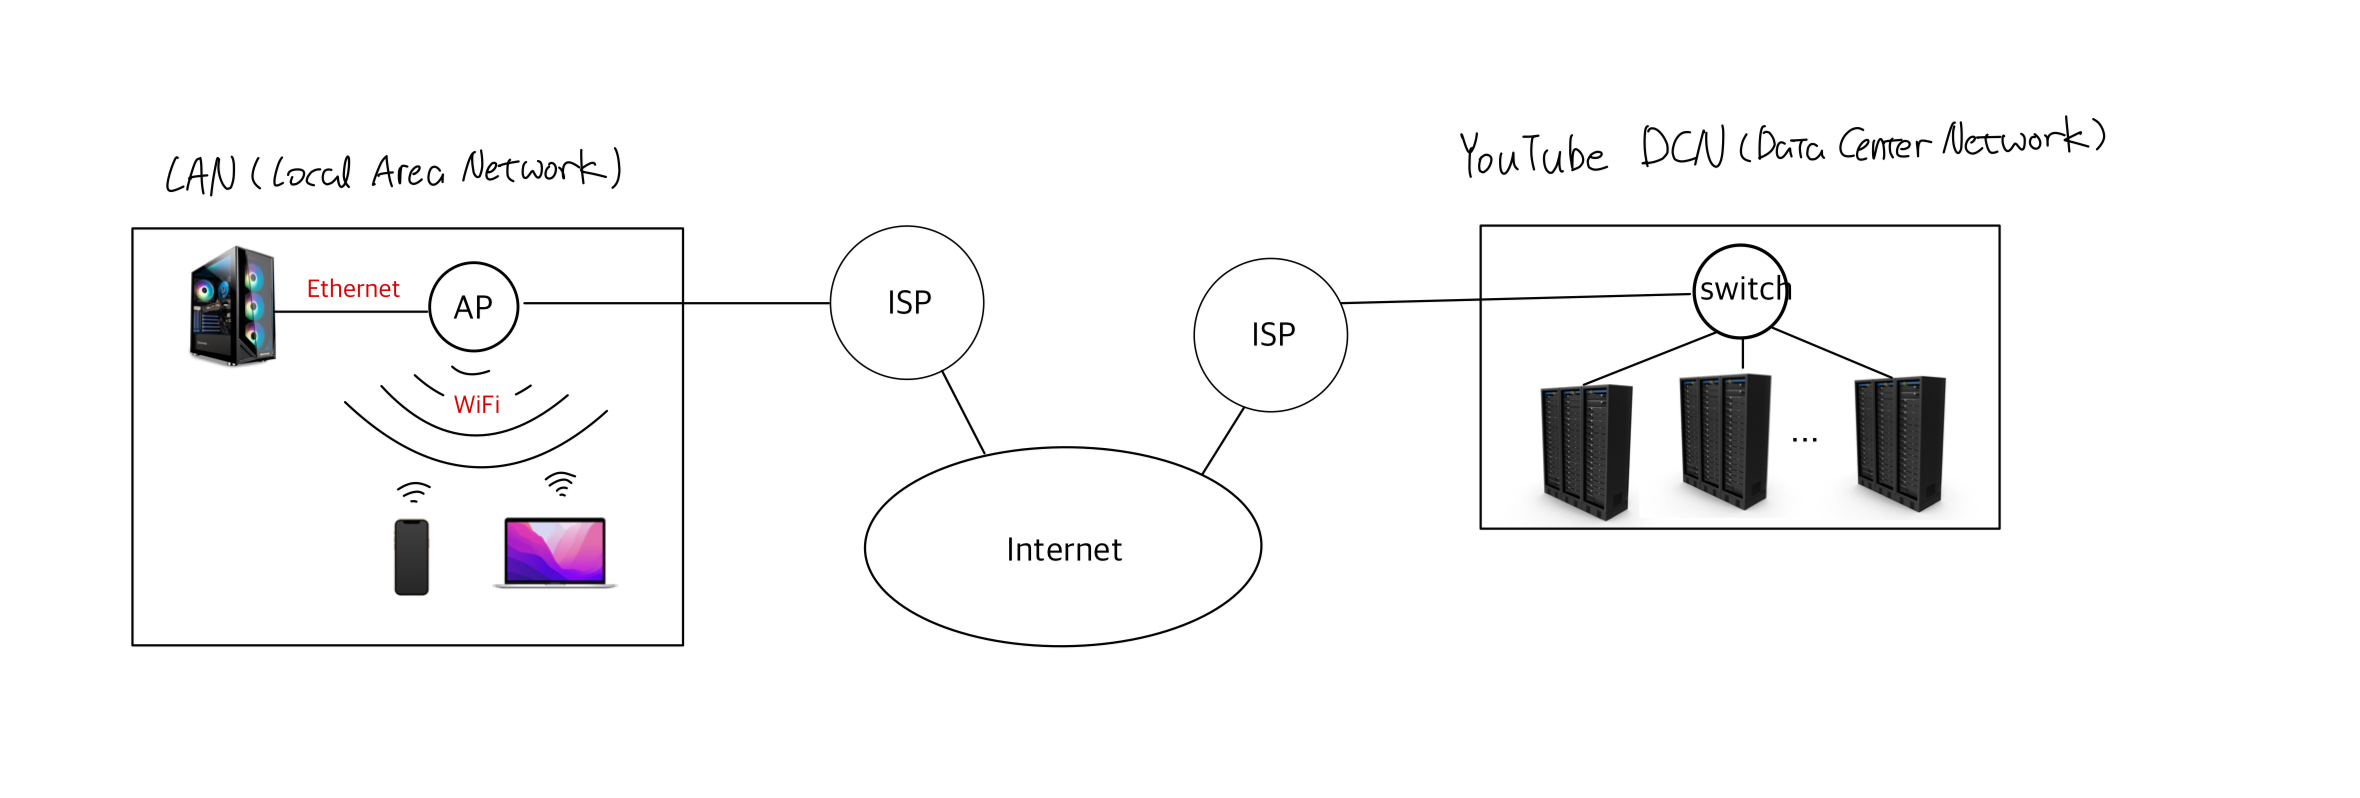 LAN (Local Area Network)
YouTube DCN (Data Center Network)
Ethernet
AP
WiFi
ISP
ISP
Internet
switch
...